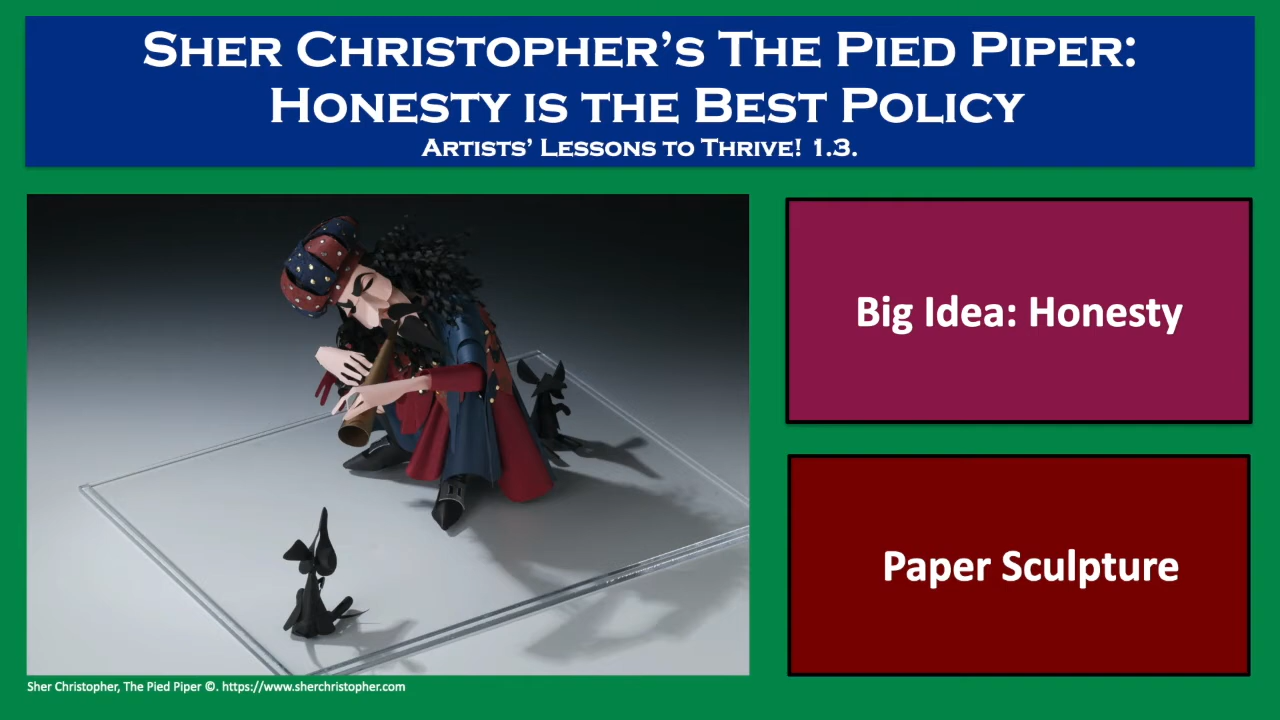 Sher Christopher’s The Pied Piper:
Honesty is the Best Policy
Artists’ Lessons to Thrive! 1.3.
Big Idea: Honesty
Paper Sculpture
Sher Christopher, The Pied Piper ©. https://www.sherchristopher.com